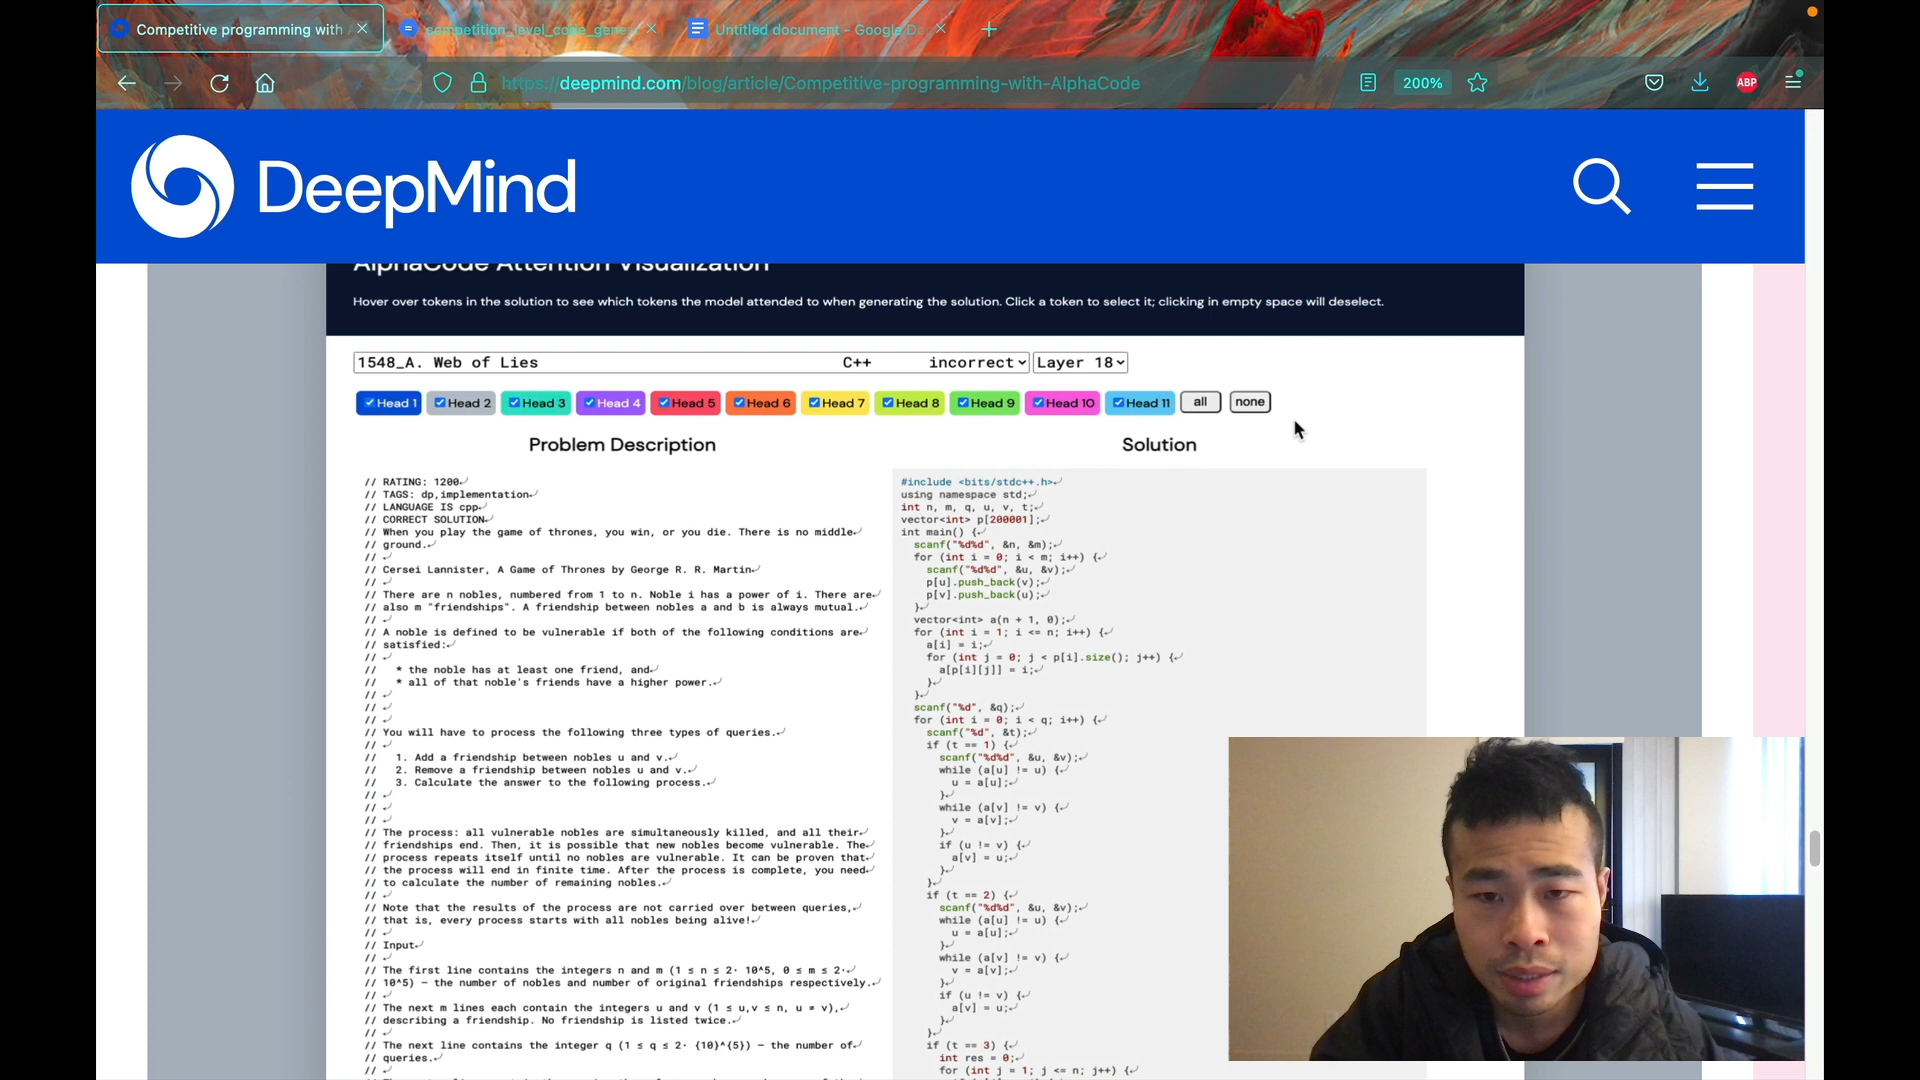 Competitive programming with
competition_level_code_gene
Untitled document - Google Do
https://deepmind.com/blog/article/Competitive-programming-with-AlphaCode
200%
ABP
DeepMind
AlphaCode Attention Visualization
Hover over tokens in the solution to see which tokens the model attended to when generating the solution. Click a token to select it; clicking in empty space will deselect.
1548_A. Web of Lies C++ incorrect Layer 18
Head 1 Head 2 Head 3 Head 4 Head 5 Head 6 Head 7 Head 8 Head 9 Head 10 Head 11 all none
Problem Description
// RATING: 1200
// TAGS: dp,implementation
// LANGUAGE IS cpp
// CORRECT SOLUTION
// When you play the game of thrones, you win, or you die. There is no middle
// ground.
//
// Cersei Lannister, A Game of Thrones by George R. R. Martin
//
// There are n nobles, numbered from 1 to n. Noble i has a power of i. There are
// also m "friendships". A friendship between nobles a and b is always mutual.
//
// A noble is defined to be vulnerable if both of the following conditions are
// satisfied:
//
// * the noble has at least one friend, and
// * all of that noble's friends have a higher power.
//
//
//
// You will have to process the following three types of queries.
//
// 1. Add a friendship between nobles u and v.
// 2. Remove a friendship between nobles u and v.
// 3. Calculate the answer to the following process.
//
//
//
// The process: all vulnerable nobles are simultaneously killed, and all their
// friendships end. Then, it is possible that new nobles become vulnerable. The
// process repeats itself until no nobles are vulnerable. It can be proven that
// the process will end in finite time. After the process is complete, you need
// to calculate the number of remaining nobles.
//
// Note that the results of the process are not carried over between queries,
// that is, every process starts with all nobles being alive!
//
// Input
//
// The first line contains the integers n and m (1 ≤ n ≤ 2⋅ 10^5, 0 ≤ m ≤ 2⋅
// 10^5) — the number of nobles and number of original friendships respectively.
//
// The next m lines each contain the integers u and v (1 ≤ u,v ≤ n, u ≠ v),
// describing a friendship. No friendship is listed twice.
//
// The next line contains the integer q (1 ≤ q ≤ 2⋅ {10}^{5}) — the number of
// queries.
//
Solution
#include <bits/stdc++.h>
using namespace std;
int n, m, q, u, v, t;
vector<int> p[200001];
int main() {
scanf("%d%d", &n, &m);
for (int i = 0; i < m; i++) {
scanf("%d%d", &u, &v);
p[u].push_back(v);
p[v].push_back(u);
}
vector<int> a(n + 1, 0);
for (int i = 1; i <= n; i++) {
a[i] = i;
for (int j = 0; j < p[i].size(); j++) {
a[p[i][j]] = i;
}
}
scanf("%d", &q);
for (int i = 0; i < q; i++) {
scanf("%d", &t);
if (t == 1) {
scanf("%d%d", &u, &v);
while (a[u] != u) {
u = a[u];
}
while (a[v] != v) {
v = a[v];
}
if (u != v) {
a[v] = u;
}
}
if (t == 2) {
scanf("%d%d", &u, &v);
while (a[u] != u) {
u = a[u];
}
while (a[v] != v) {
v = a[v];
}
if (u != v) {
a[v] = u;
}
}
if (t == 3) {
int res = 0;
for (int j = 1; j <= n; j++) {